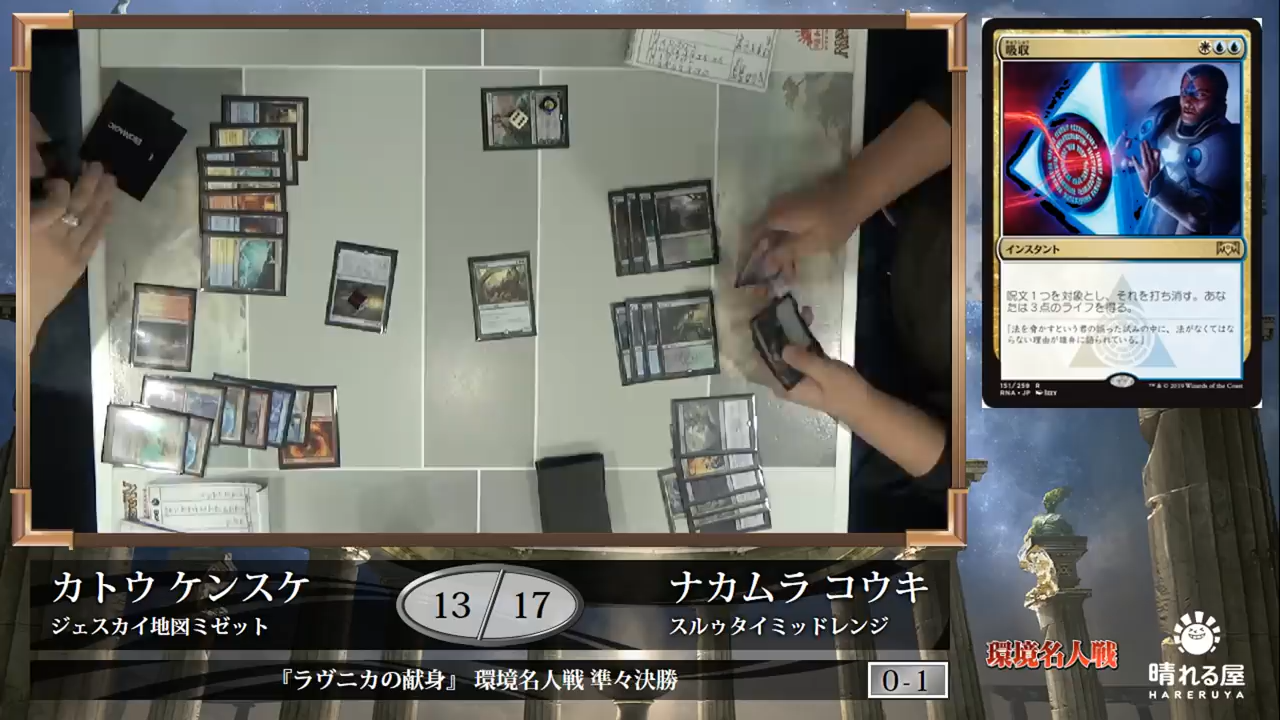 吸収
インスタント
呪文1つを対象とし、それを打ち消す。あな
たは3点のライフを得る。
「法を脅かすという君の誤った試みの中に、法がなくてはな
らない理由が雄弁に語られている。」
151/259 R
RNA・JP
™ & © 2019 Wizards of the Coast
カトウ ケンスケ
ジェスカイ地図ミゼット
13 / 17
ナカムラ コウキ
スルゥタイミッドレンジ
『ラヴニカの献身』 環境名人戦 準々決勝
0-1
環境名人戦
晴れる屋
HARERUYA